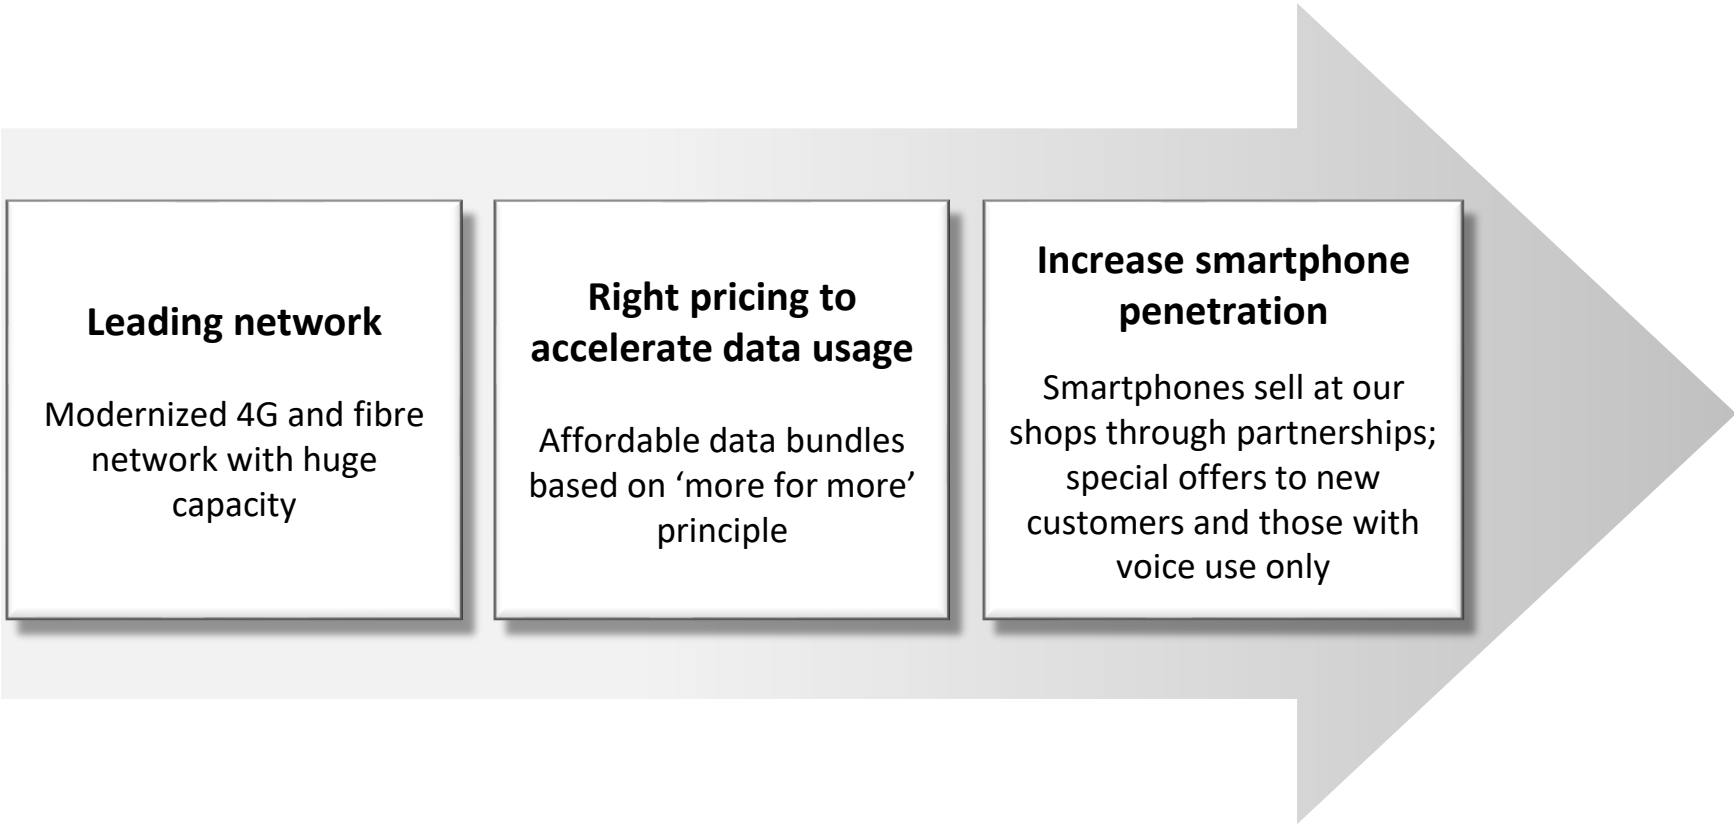 Leading network
Modernized 4G and fibre
network with huge
capacity
Right pricing to
accelerate data usage
Affordable data bundles
based on ‘more for more’
principle
Increase smartphone
penetration
Smartphones sell at our
shops through partnerships;
special offers to new
customers and those with
voice use only